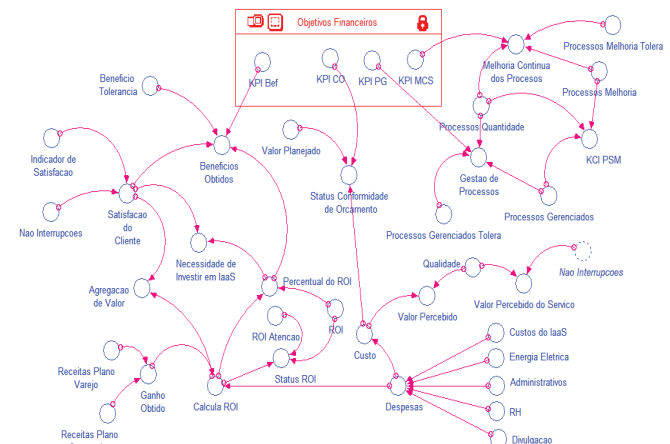 Objetivos Financeiros
KPI Bef
KPI CO
KPI PG
KPI MCS
Processos Melhoria Tolera
Melhoria Continua
dos Procesos
Processos Melhoria
Beneficio
Tolerancia
Processos Quantidade
KCI PSM
Indicador de
Satisfacao
Beneficios
Obtidos
Valor Planejado
Status Conformidade
de Orcamento
Gestao de
Processos
Processos Gerenciados
Processos Gerenciados Tolera
Nao Interrupcoes
Satisfacao
do
Cliente
Necessidade de
Investir em IaaS
Agregacao
de Valor
Percentual do ROI
Qualidade
Nao Interrupcoes
Valor Percebido do Servico
Valor Percebido
ROI Atencao
ROI
Custo
Status ROI
Receitas Plano
Varejo
Ganho
Obtido
Calcula ROI
Despesas
Custos do IaaS
Energia Eletrica
Administrativos
RH
Divulgacao
Receitas Plano